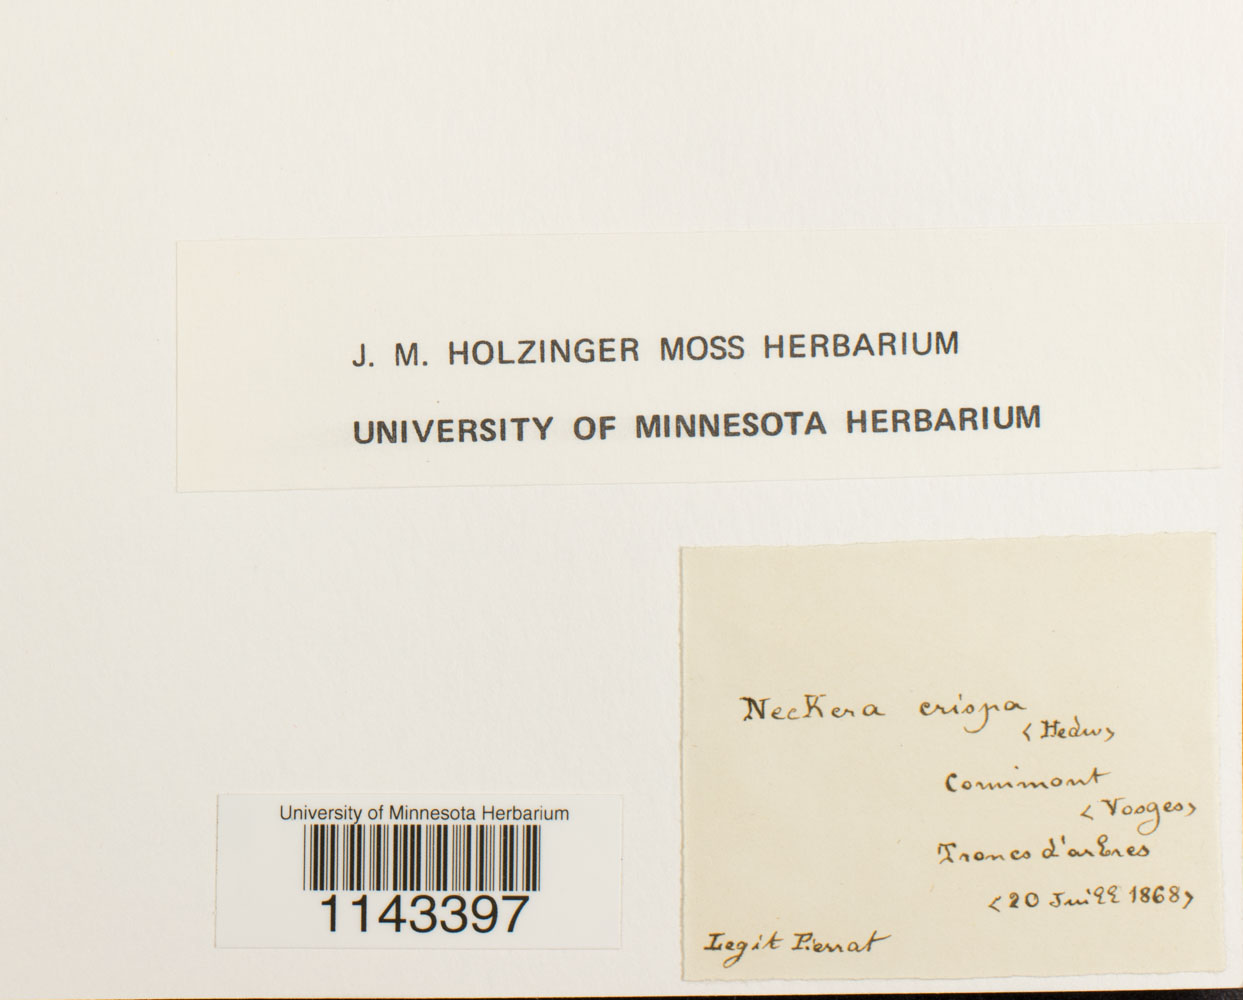 J. M. HOLZINGER MOSS HERBARIUM
UNIVERSITY OF MINNESOTA HERBARIUM
Neckera crispa
<Hedw>
Cornimont
<Vosges>
Troncs d'arbres
<20 Juill 1868>
Legit Pierrat
University of Minnesota Herbarium
1143397